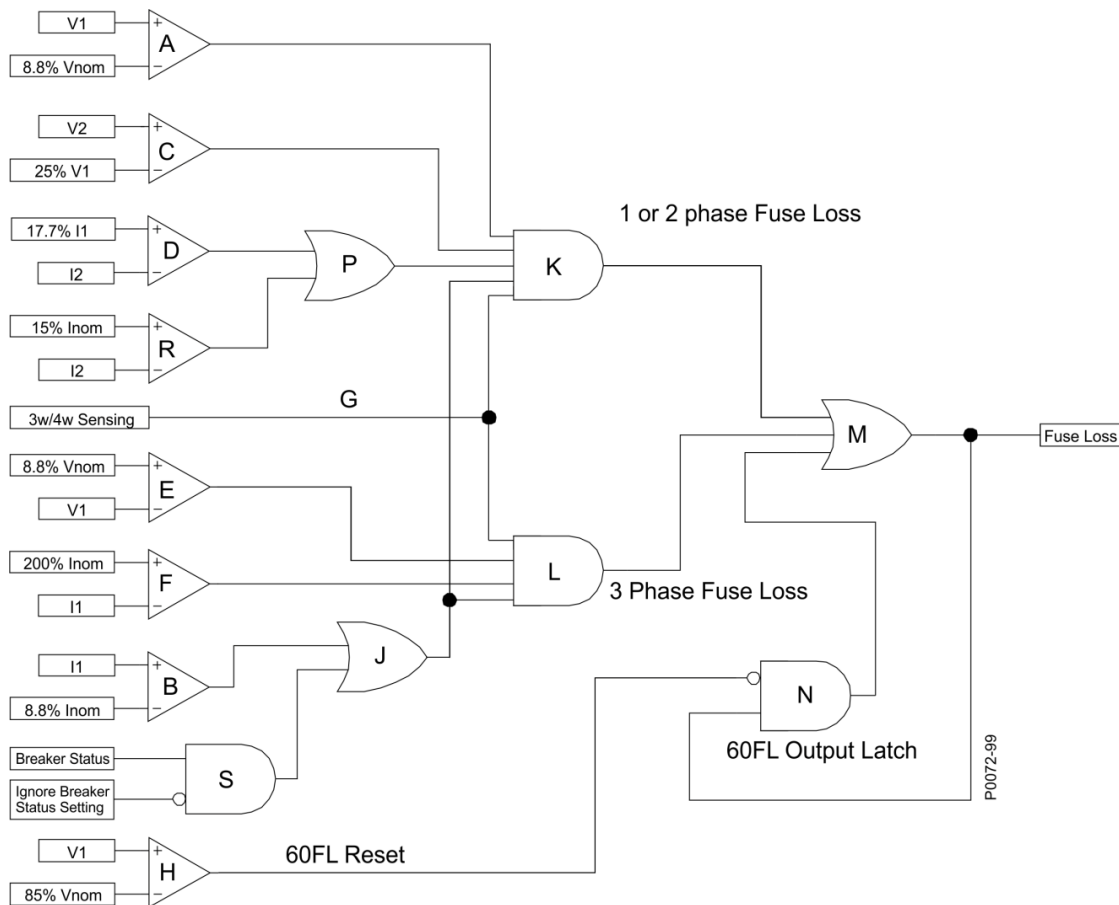 V1
+
A
8.8% Vnom
−
V2
+
C
25% V1
−
1 or 2 phase Fuse Loss
17.7% I1
+
D
I2
−
P
K
15% Inom
+
R
I2
−
G
3w/4w Sensing
M
Fuse Loss
8.8% Vnom
+
E
V1
−
200% Inom
+
F
I1
−
L
3 Phase Fuse Loss
I1
+
B
8.8% Inom
−
J
N
60FL Output Latch
Breaker Status
Ignore Breaker
Status Setting
S
V1
+
H
85% Vnom
−
60FL Reset
P0072-99